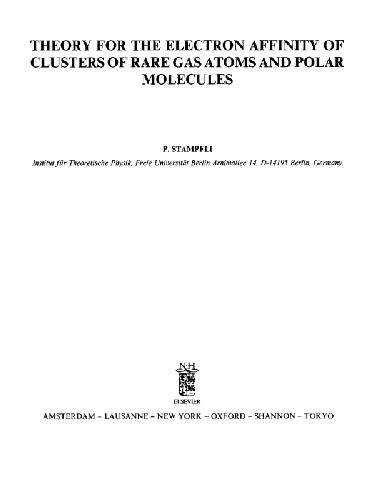 THEORY FOR THE ELECTRON AFFINITY OF
CLUSTERS OF RARE GAS ATOMS AND POLAR
MOLECULES
P. STAMPFLI
Institut für Theoretische Physik, Freie Universität Berlin Arnimallee 14, D-14195 Berlin, Germany
NH
ELSEVIER
AMSTERDAM – LAUSANNE – NEW YORK – OXFORD – SHANNON – TOKYO